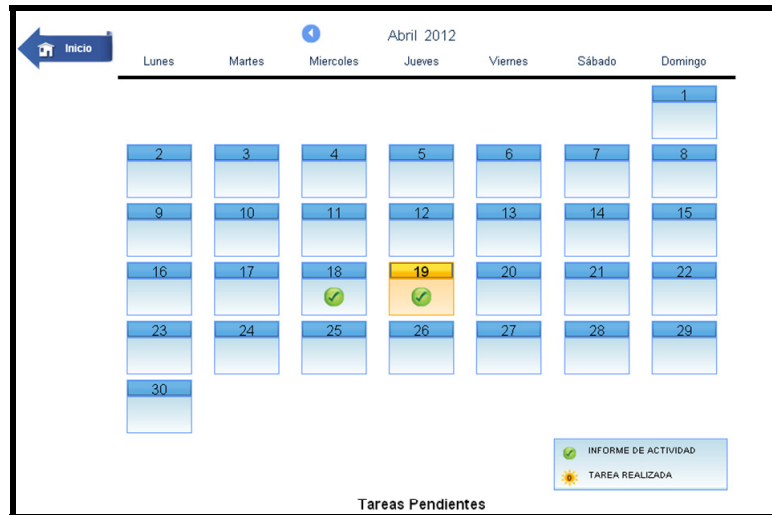 Abril 2012
Inicio
Lunes Martes Miercoles Jueves Viernes Sábado Domingo
1
2 3 4 5 6 7 8
9 10 11 12 13 14 15
16 17 18 19 20 21 22
23 24 25 26 27 28 29
30
INFORME DE ACTIVIDAD
TAREA REALIZADA
Tareas Pendientes